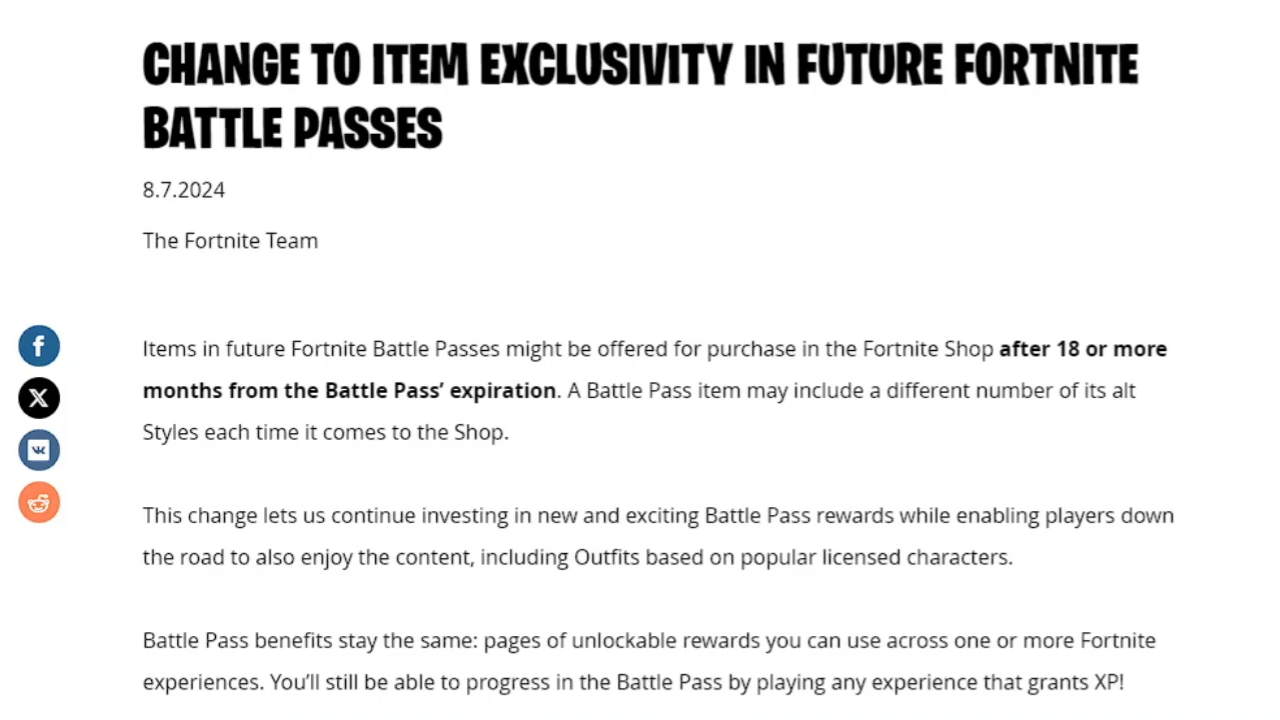 CHANGE TO ITEM EXCLUSIVITY IN FUTURE FORTNITE
BATTLE PASSES
8.7.2024
The Fortnite Team
Items in future Fortnite Battle Passes might be offered for purchase in the Fortnite Shop after 18 or more
months from the Battle Pass’ expiration. A Battle Pass item may include a different number of its alt
Styles each time it comes to the Shop.
This change lets us continue investing in new and exciting Battle Pass rewards while enabling players down
the road to also enjoy the content, including Outfits based on popular licensed characters.
Battle Pass benefits stay the same: pages of unlockable rewards you can use across one or more Fortnite
experiences. You’ll still be able to progress in the Battle Pass by playing any experience that grants XP!